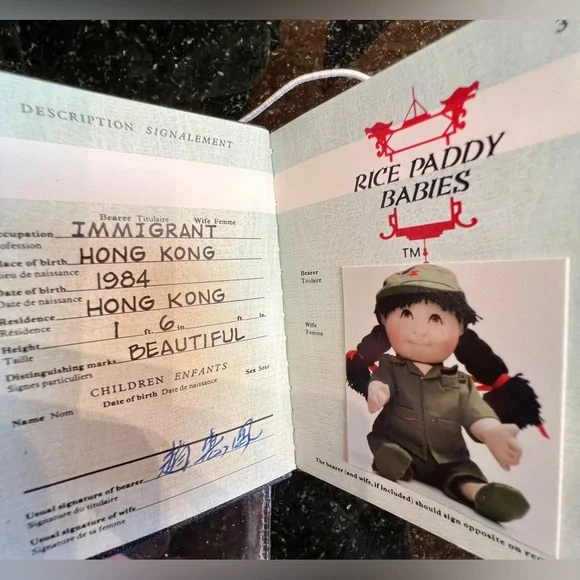 DESCRIPTION SIGNALEMENT
Bearer Titulaire Wife Femme
Occupation IMMIGRANT
Profession
Place of birth HONG KONG
Lieu de naissance
Date of birth 1984
Date de naissance
Residence HONG KONG
Résidence
Height 1 ft. 6 in. ft. in.
Taille
Distinguishing marks BEAUTIFUL
Signes particuliers
CHILDREN ENFANTS
Name Nom Date of birth Date de naissance Sex Sexe
Usual signature of bearer
Signature du titulaire
Usual signature of wife
Signature de sa femme
3
RICE PADDY
BABIES
TM
Bearer
Titulaire
Wife
Femme
The bearer (and wife, if included) should sign opposite on